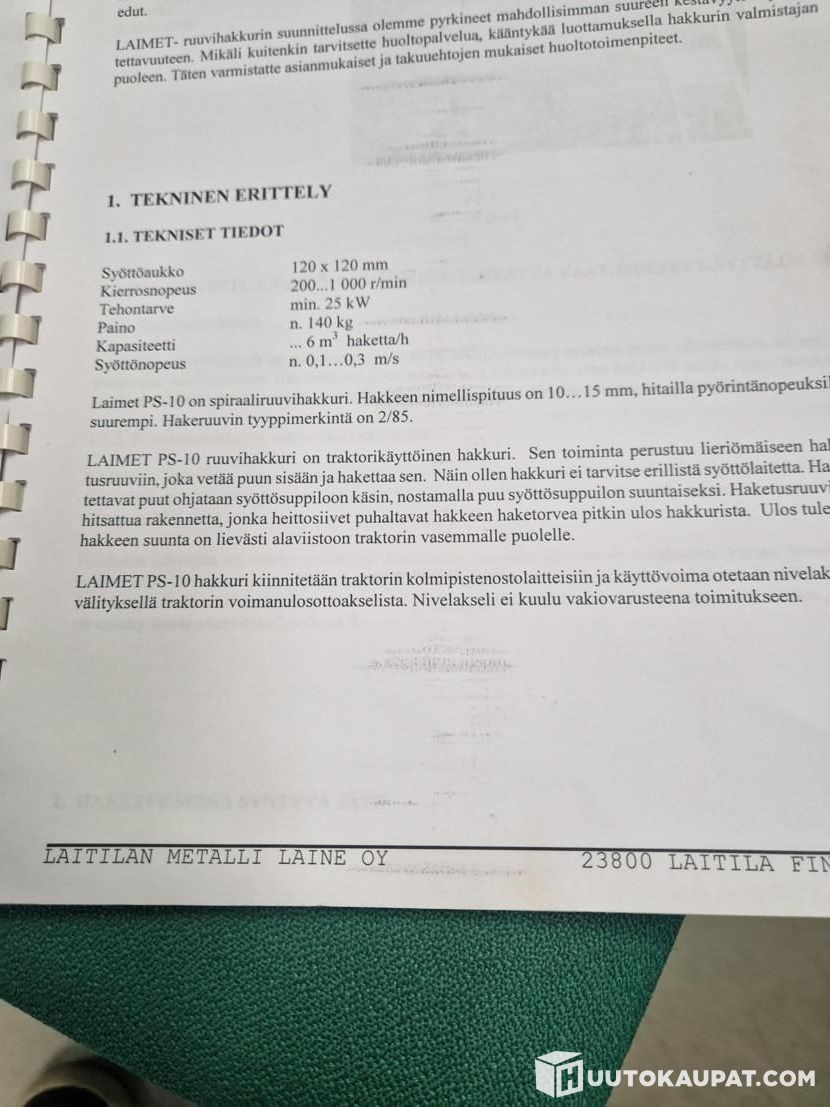 edut.
LAIMET- ruuvihakkurin suunnittelussa olemme pyrkineet mahdollisimman suureen
tettavuuteen. Mikäli kuitenkin tarvitsette huoltopalvelua, kääntykää luottamuksella hakkurin valmistajan
puoleen. Täten varmistatte asianmukaiset ja takuuehtojen mukaiset huoltotoimenpiteet.
1. TEKNINEN ERITTELY
1.1. TEKNISET TIEDOT
Syöttöaukko 120 x 120 mm
Kierrosnopeus 200...1 000 r/min
Tehontarve min. 25 kW
Paino n. 140 kg
Kapasiteetti ... 6 m³ haketta/h
Syöttönopeus n. 0,1…0,3 m/s
Laimet PS-10 on spiraaliruuvihakkuri. Hakkeen nimellispituus on 10…15 mm, hitailla pyörintänopeuksil
suurempi. Hakeruuvin tyyppimerkintä on 2/85.
LAIMET PS-10 ruuvihakkuri on traktorikäyttöinen hakkuri. Sen toiminta perustuu lieriömäiseen hak
tusruuviin, joka vetää puun sisään ja hakettaa sen. Näin ollen hakkuri ei tarvitse erillistä syöttölaitetta. Ha
tettavat puut ohjataan syöttösuppiloon käsin, nostamalla puu syöttösuppuilon suuntaiseksi. Haketusruuvi
hitsattua rakennetta, jonka heittosiivet puhaltavat hakkeen haketorvea pitkin ulos hakkurista. Ulos tule
hakkeen suunta on lievästi alaviistoon traktorin vasemmalle puolelle.
LAIMET PS-10 hakkuri kiinnitetään traktorin kolmipistenostolaitteisiin ja käyttövoima otetaan nivelak
välityksellä traktorin voimanulosottoakselista. Nivelakseli ei kuulu vakiovarusteena toimitukseen.
2. HAKETUKSESSA SYNTYVÄ JÄTE
LAITILAN METALLI LAINE OY 23800 LAITILA FIN
HUUTOKAUPAT.COM